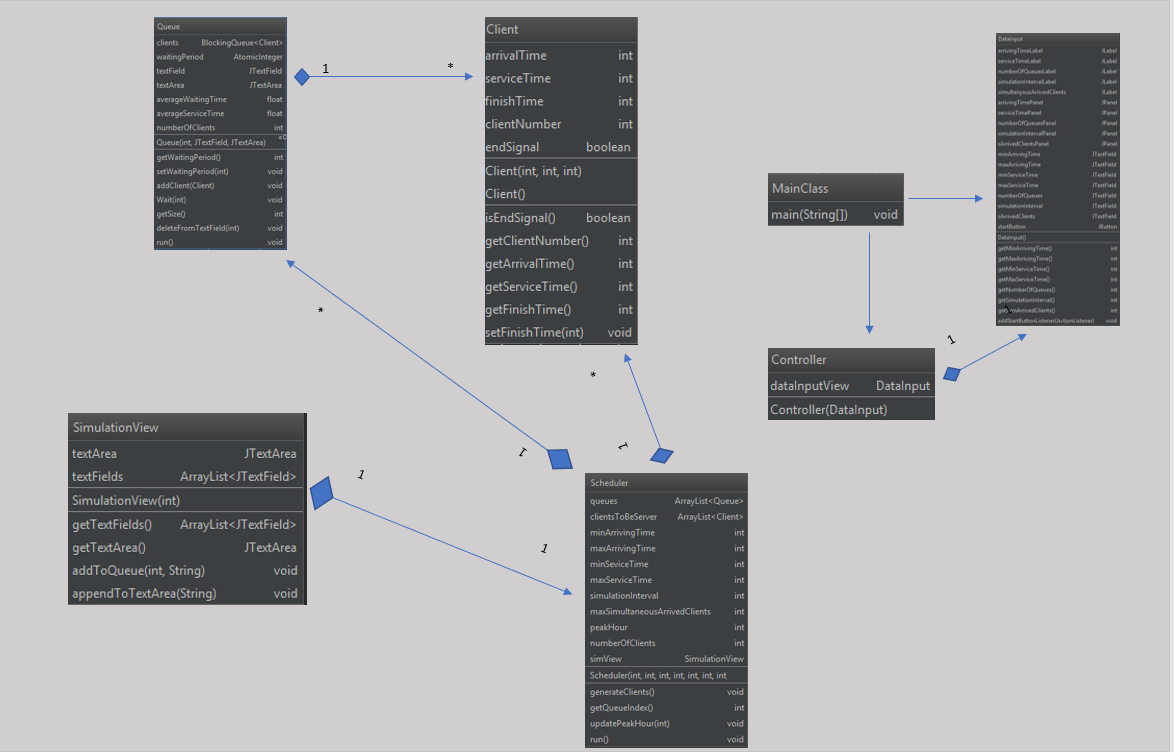 Queue
clients BlockingQueue<Client>
waitingPeriod AtomicInteger
textField JTextField
textArea JTextArea
averageWaitingTime float
averageServiceTime float
numberOfClients int
Queue(int, JTextField, JTextArea)
getWaitingPeriod() int
setWaitingPeriod(int) void
addClient(Client) void
Wait(int) void
getSize() int
deleteFromTextField(int) void
run() void
1
*
Client
arrivalTime int
serviceTime int
finishTime int
clientNumber int
endSignal boolean
Client(int, int, int)
Client()
isEndSignal() boolean
getClientNumber() int
getArrivalTime() int
getServiceTime() int
getFinishTime() int
setFinishTime(int) void
MainClass
main(String[]) void
DataInput
arrivingTimeLabel JLabel
serviceTimeLabel JLabel
numberOfQueuesLabel JLabel
simulationIntervalLabel JLabel
simultanyousArrivedClients JLabel
arrivingTimePanel JPanel
serviceTimePanel JPanel
numberOfQueuesPanel JPanel
simulationIntervalPanel JPanel
sArrivedClientsPanel JPanel
minArrivingTime JTextField
maxArrivingTime JTextField
minServiceTime JTextField
maxServiceTime JTextField
numberOfQueues JTextField
simulationInterval JTextField
sArrivedClients JTextField
startButton JButton
DataInput()
getMinArrivingTime() int
getMaxArrivingTime() int
getMinServiceTime() int
getMaxServiceTime() int
getNumberOfQueues() int
getSimulationInterval() int
addStartButtonListener(ActionListener) void
1
Controller
dataInputView DataInput
Controller(DataInput)
*
1
*
1
SimulationView
textArea JTextArea
textFields ArrayList<JTextField>
SimulationView(int)
getTextFields() ArrayList<JTextField>
getTextArea() JTextArea
addToQueue(int, String) void
appendToTextArea(String) void
1
1
Scheduler
queues ArrayList<Queue>
clientsToBeServer ArrayList<Client>
minArrivingTime int
maxArrivingTime int
minSeviceTime int
maxServiceTime int
simulationInterval int
maxSimultaneousArrivedClients int
peakHour int
numberOfClients int
simView SimulationView
Scheduler(int, int, int, int, int, int, int
generateClients() void
getQueueIndex() int
updatePeakHour(int) void
run() void